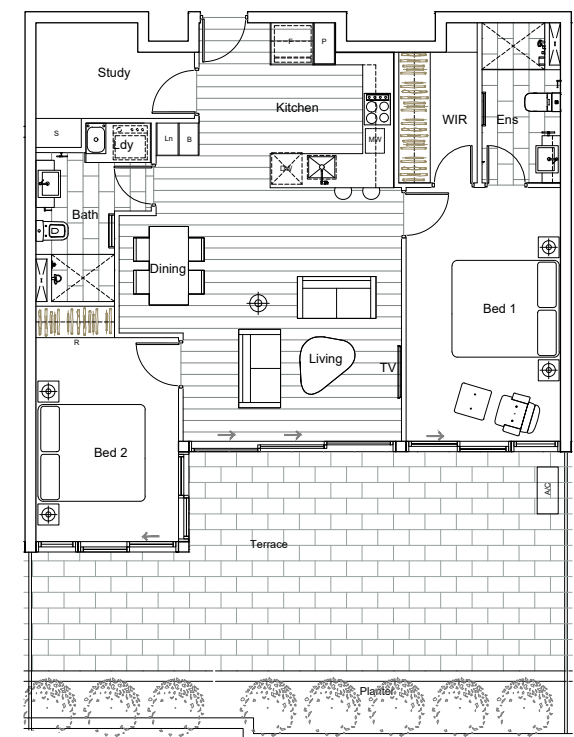 F
P
Study
Kitchen
WIR
Ens
S
Ldy
Ln
B
MW
DW
Bath
Dining
Bed 1
Living
TV
R
Bed 2
A/C
Terrace
Planter